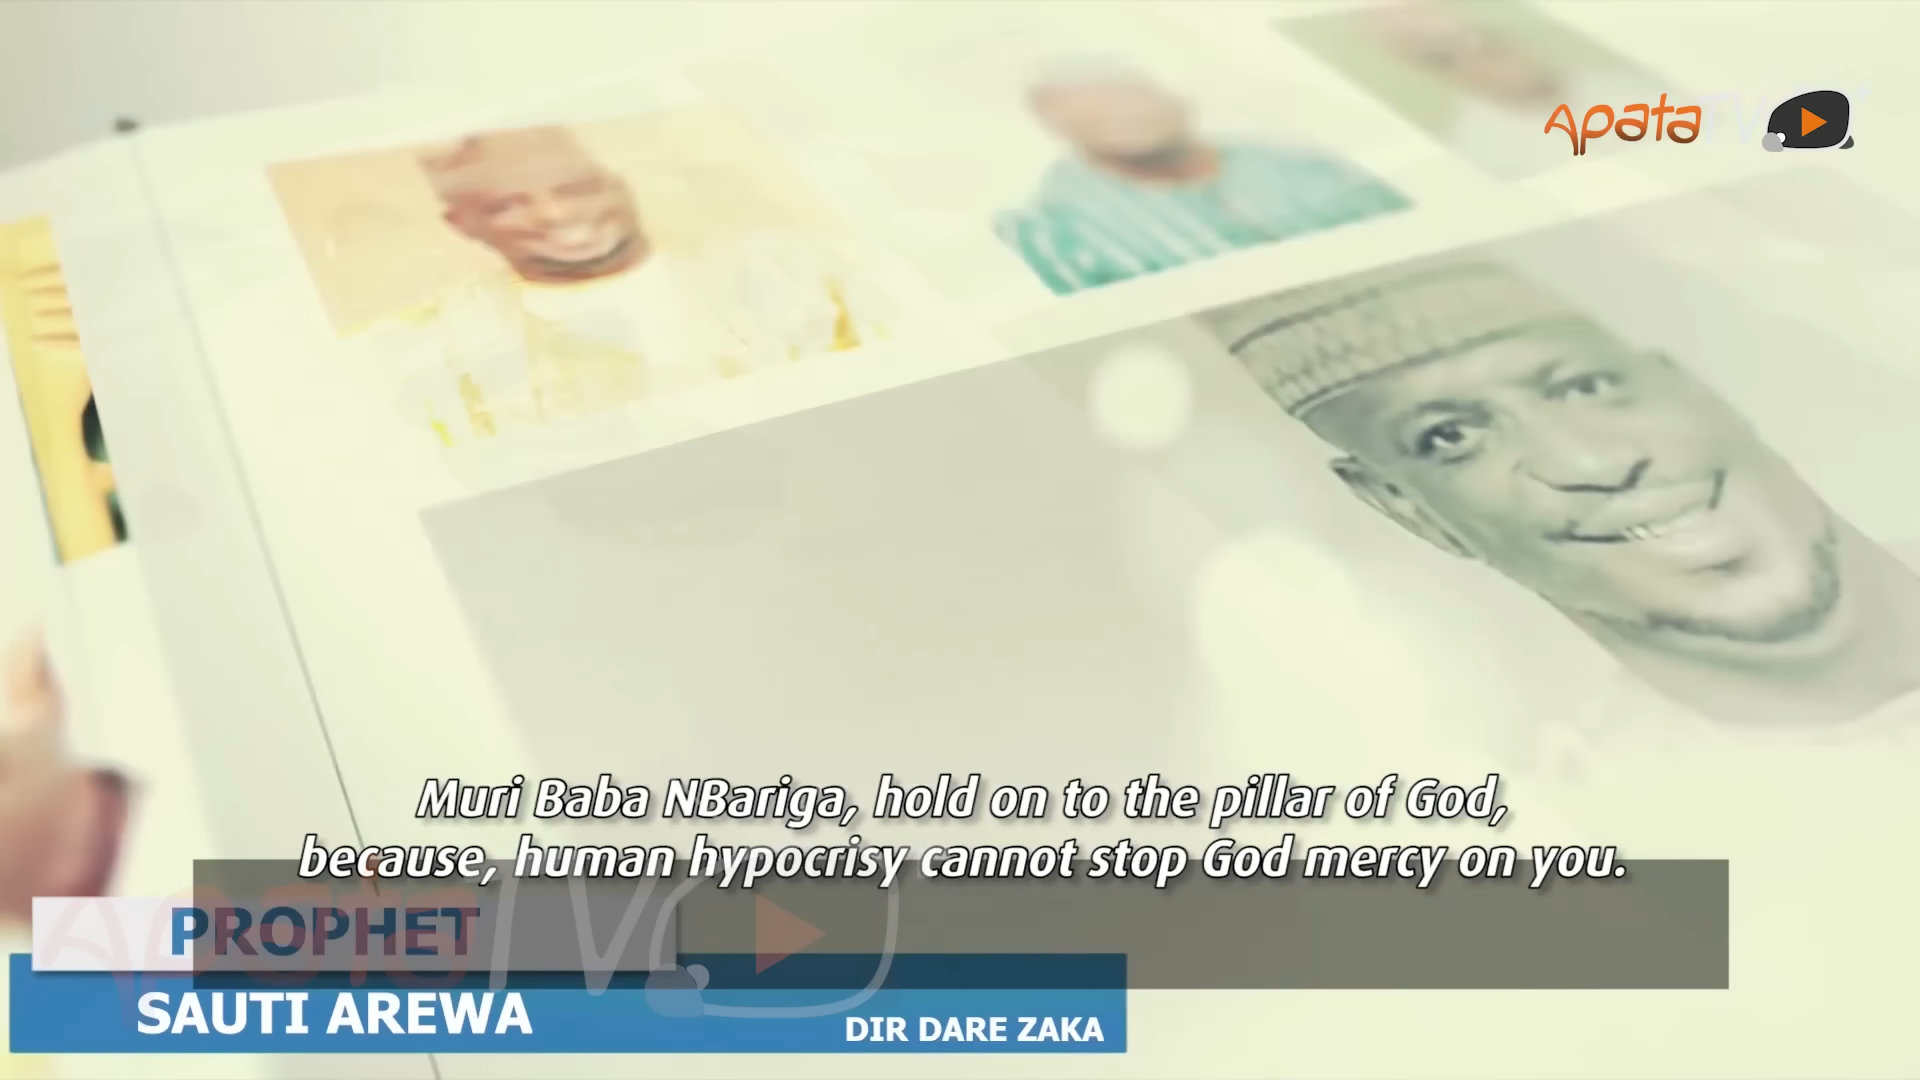 ApataTV
Muri Baba NBariga, hold on to the pillar of God,
because, human hypocrisy cannot stop God mercy on you.
PROPHET
ApataTV
SAUTI AREWA
DIR DARE ZAKA